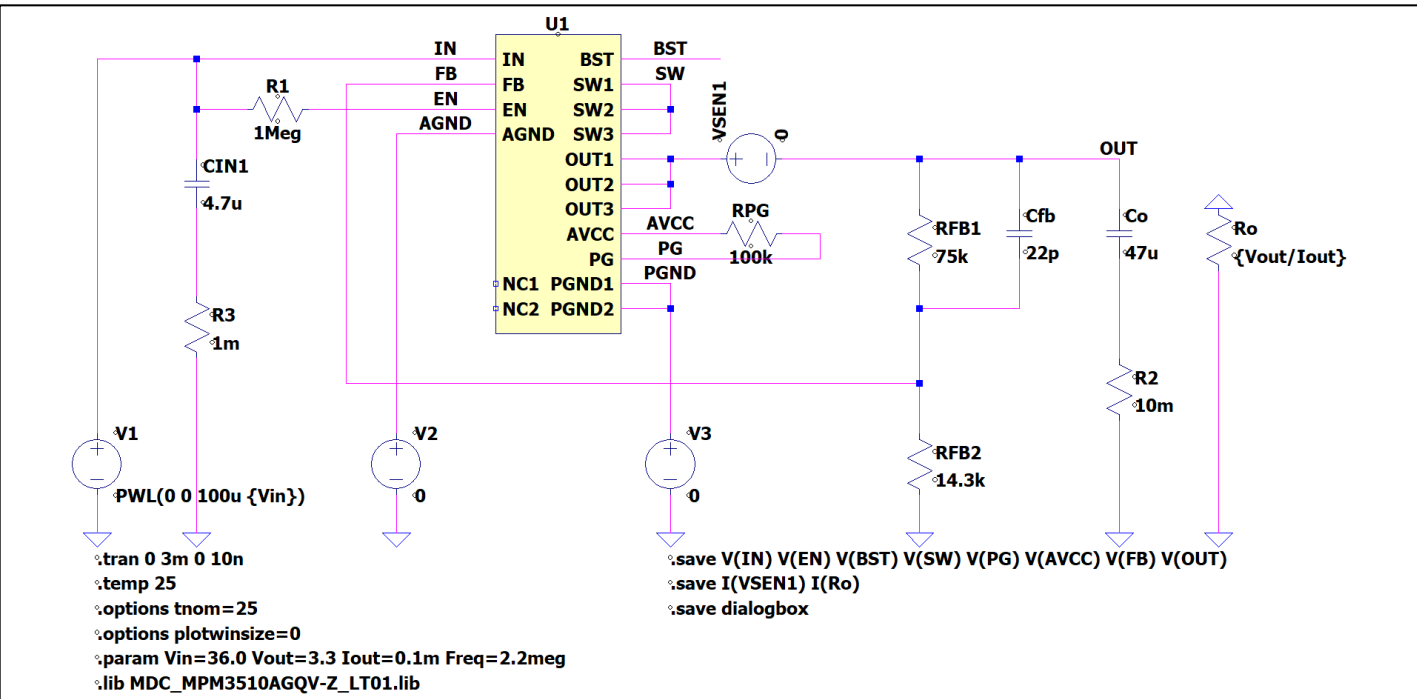 U1
IN
IN
BST
BST
FB
FB
SW1
SW
R1
EN
EN
SW2
1Meg
AGND
AGND
SW3
VSEN1
0
CIN1
4.7u
OUT1
OUT
OUT2
OUT3
RPG
AVCC
AVCC
PG
PG
100k
PGND
NC1
PGND1
NC2
PGND2
RFB1
75k
Cfb
22p
Co
47u
Ro
{Vout/Iout}
R3
1m
R2
10m
V1
PWL(0 0 100u {Vin})
V2
0
V3
0
RFB2
14.3k
.tran 0 3m 0 10n
.temp 25
.options tnom=25
.options plotwinsize=0
.param Vin=36.0 Vout=3.3 Iout=0.1m Freq=2.2meg
.lib MDC_MPM3510AGQV-Z_LT01.lib
.save V(IN) V(EN) V(BST) V(SW) V(PG) V(AVCC) V(FB) V(OUT)
.save I(VSEN1) I(Ro)
.save dialogbox